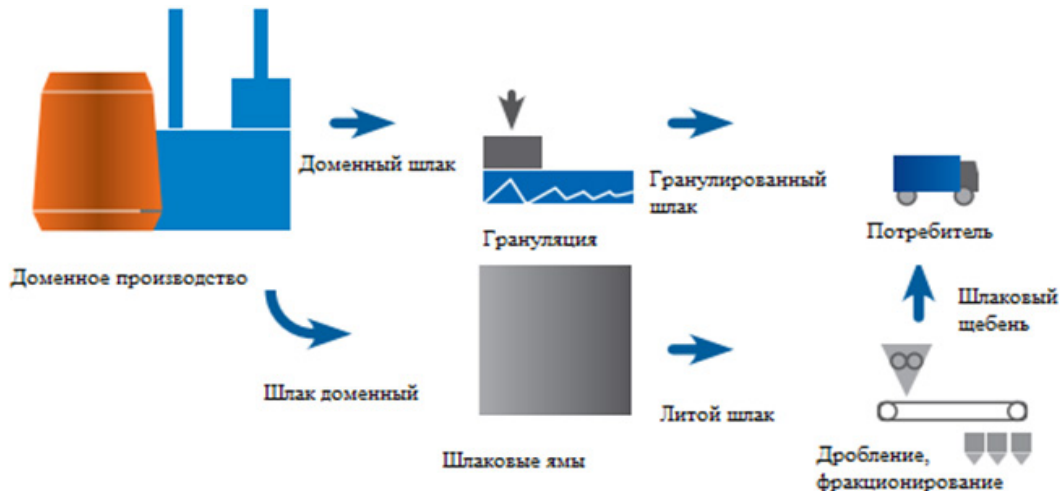 Доменный шлак
Гранулированный
шлак
Грануляция
Потребитель
Доменное производство
Шлаковый
щебень
Шлак доменный
Литой шлак
Шлаковые ямы
Дробление,
фракционирование